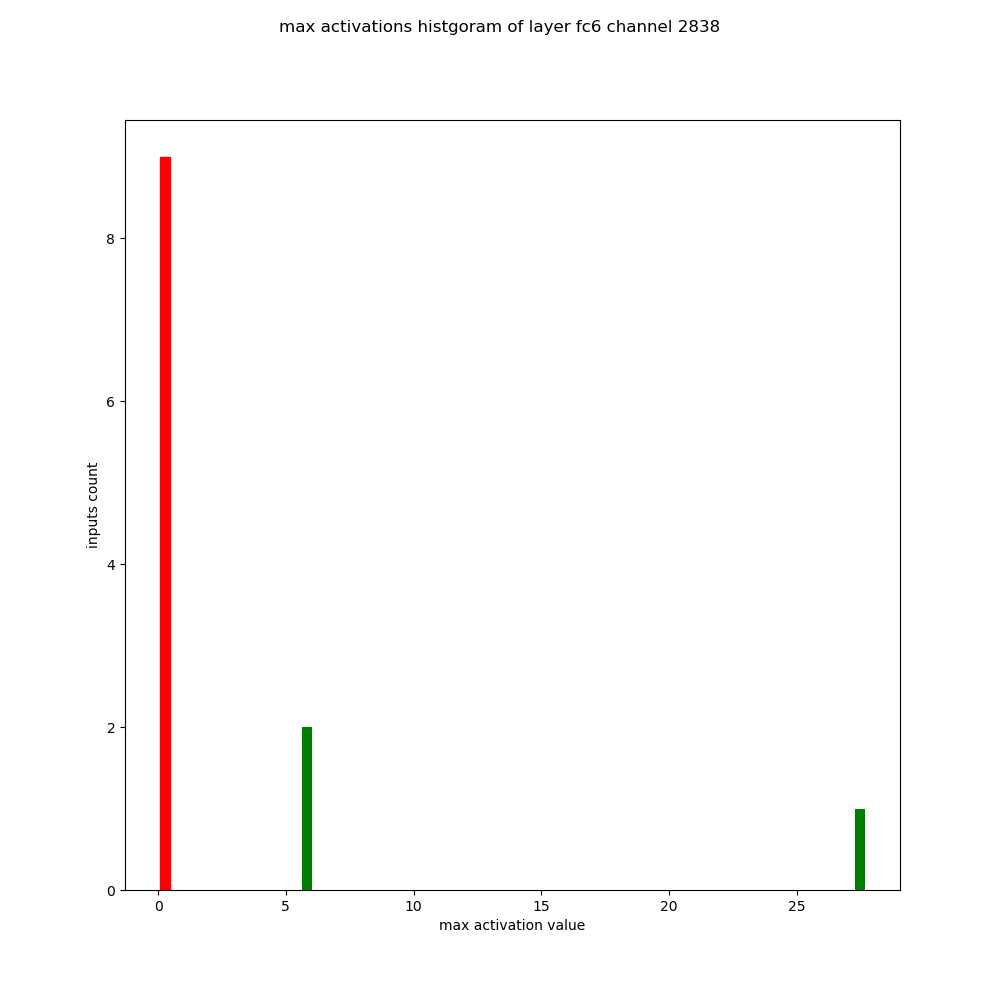 max activations histgoram of layer fc6 channel 2838
8
6
4
2
0
inputs count
0 5 10 15 20 25
max activation value